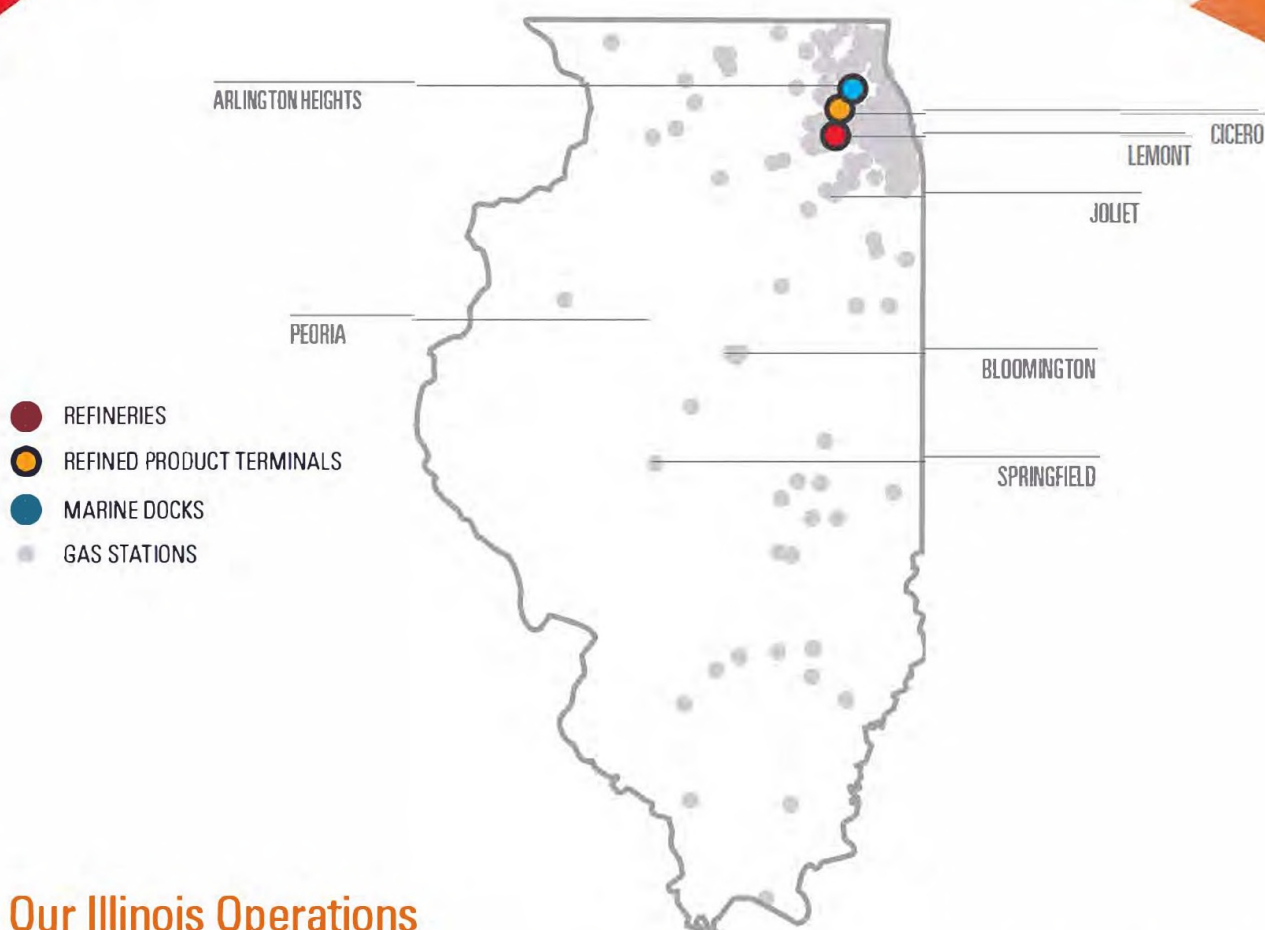 ARLINGTON HEIGHTS
CICERO
LEMONT
JOLIET
PEORIA
BLOOMINGTON
REFINERIES
REFINED PRODUCT TERMINALS
SPRINGFIELD
MARINE DOCKS
GAS STATIONS
Our Illinois Operations